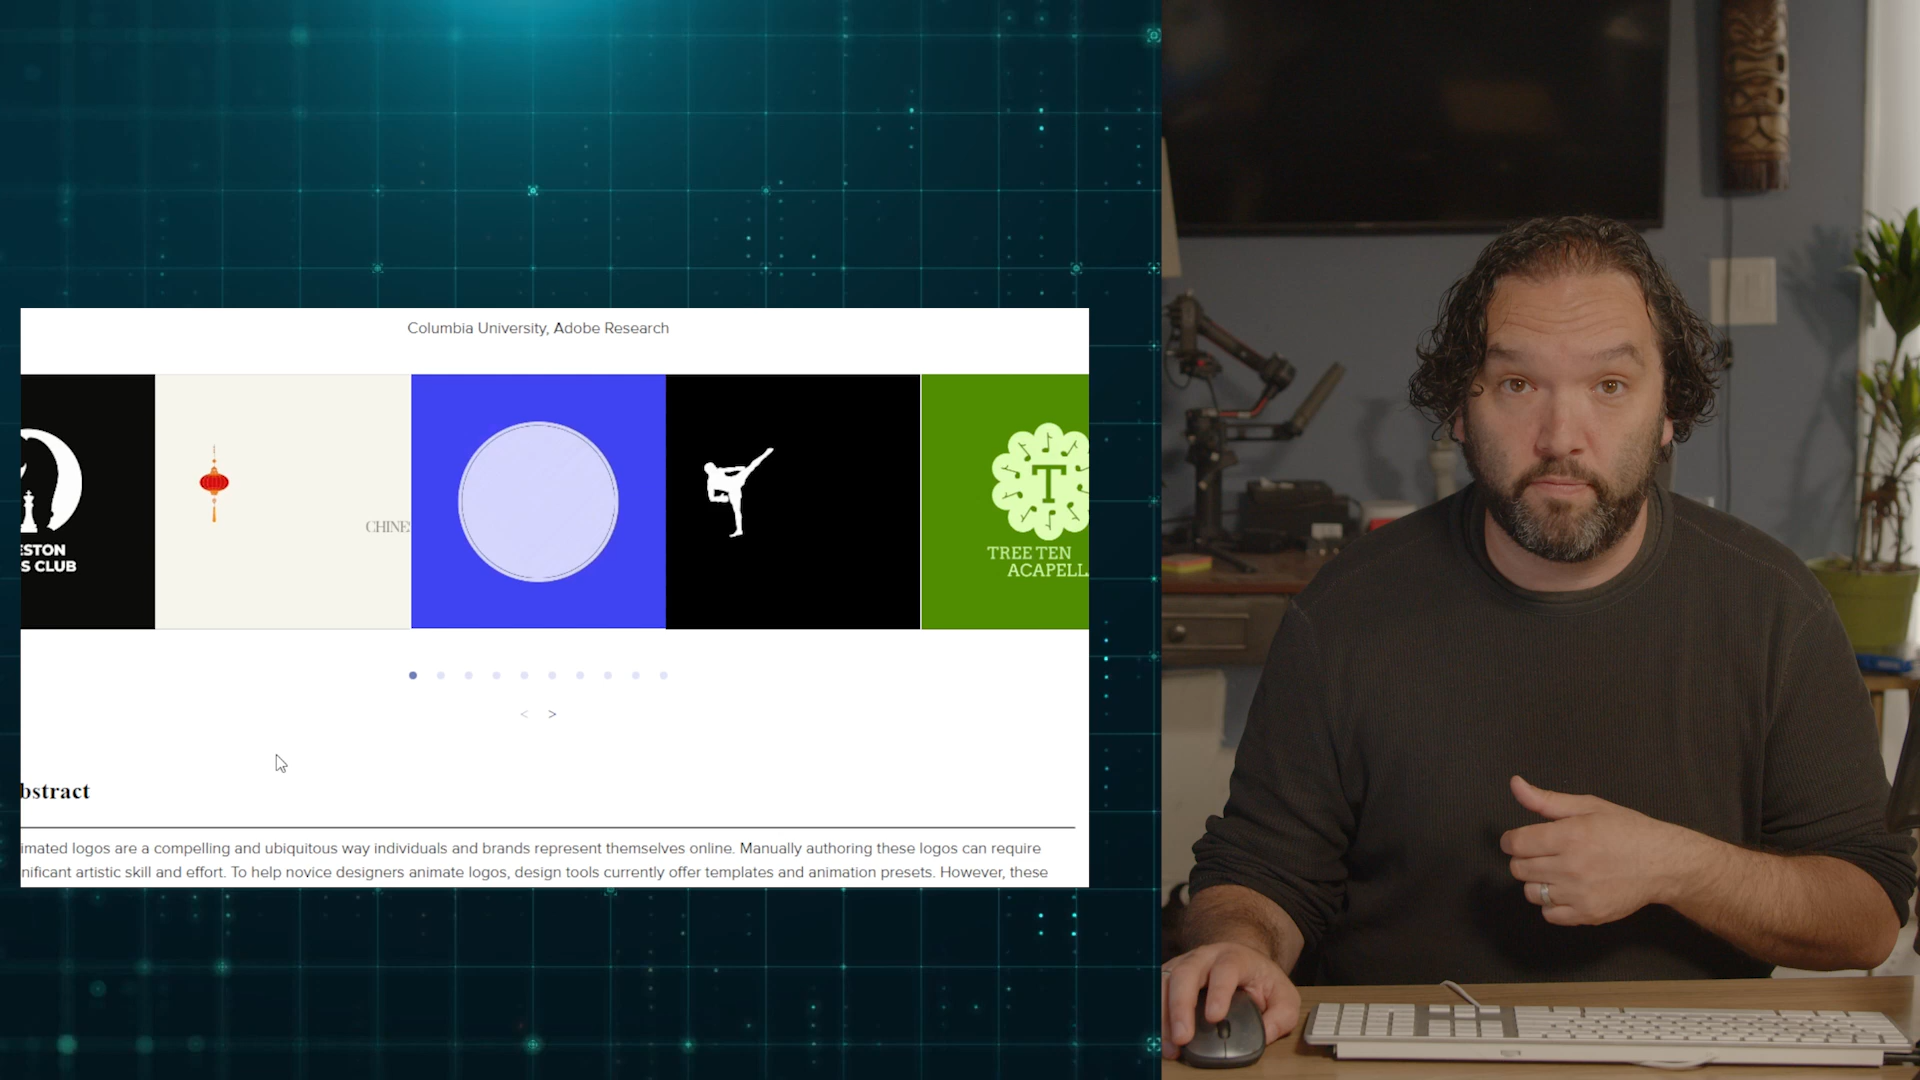 Columbia University, Adobe Research
ESTON
S CLUB
CHINE
T
TREE TEN
ACAPELL
< >
bstract
imated logos are a compelling and ubiquitous way individuals and brands represent themselves online. Manually authoring these logos can require
nificant artistic skill and effort. To help novice designers animate logos, design tools currently offer templates and animation presets. However, these